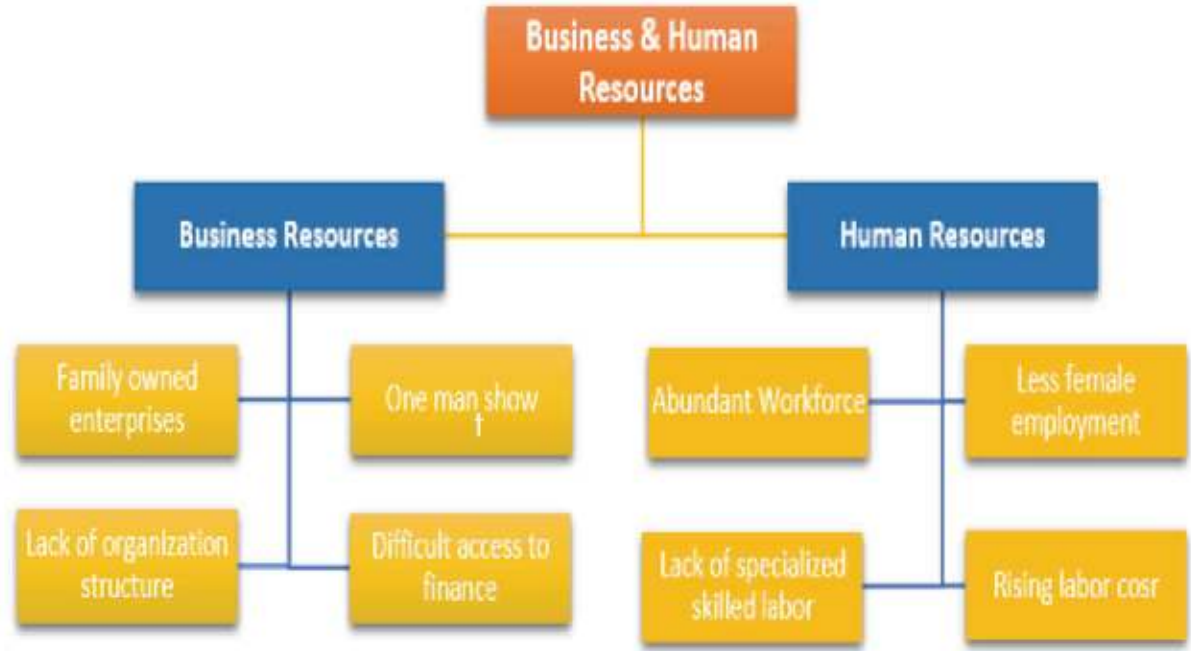 Business & Human
Resources
Business Resources
Human Resources
Family owned
enterprises
One man show
†
Abundant Workforce
Less female
employment
Lack of organization
structure
Difficult access to
finance
Lack of specialized
skilled labor
Rising labor cosr